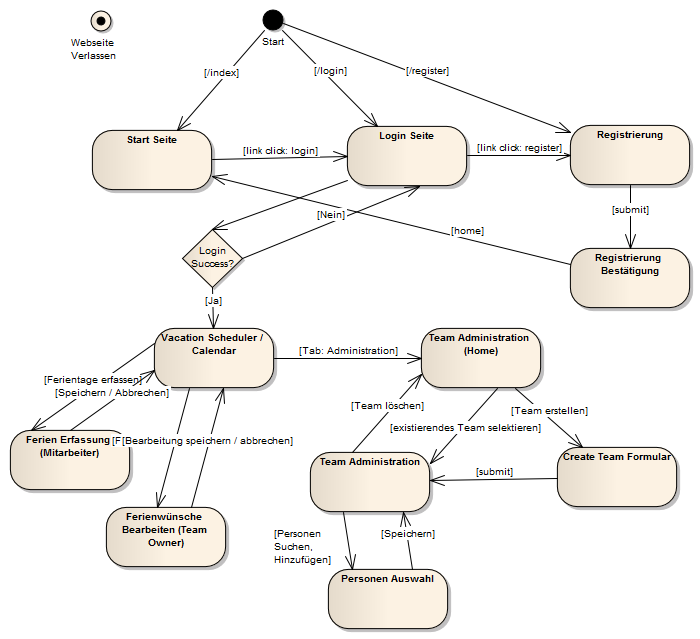 Webseite
Verlassen
Start
[/index]
[/login]
[/register]
Start Seite
Login Seite
Registrierung
[link click: login]
[link click: register]
[submit]
[Nein]
[home]
Login
Success?
Registrierung
Bestätigung
[Ja]
Vacation Scheduler /
Calendar
[Tab: Administration]
Team Administration
(Home)
[Ferientage erfassen]
[Speichern / Abbrechen]
[Team löschen]
[Team erstellen]
[existierendes Team selektieren]
Ferien Erfassung
(Mitarbeiter)
[F
[Bearbeitung speichern / abbrechen]
Team Administration
[submit]
Create Team Formular
Ferienwünsche
Bearbeiten (Team
Owner)
[Personen
Suchen,
Hinzufügen]
[Speichern]
Personen Auswahl